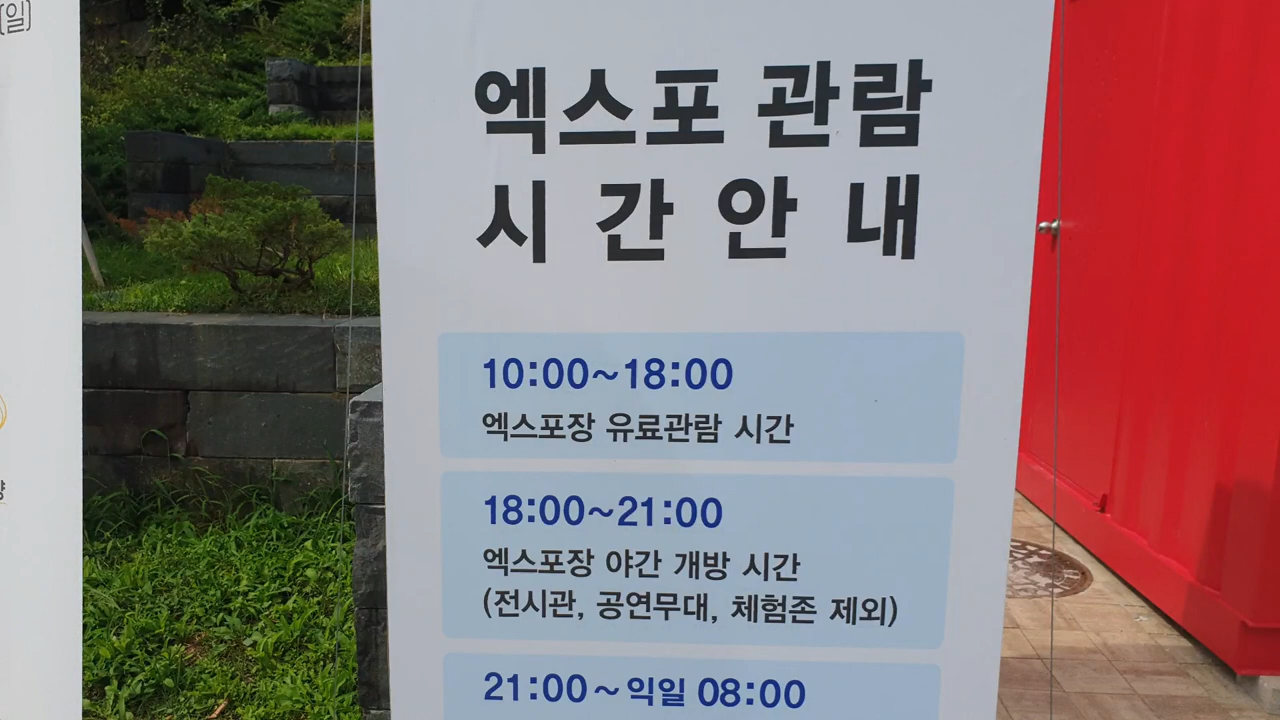 (일)
엑스포 관람
시간안내
10:00~18:00
엑스포장 유료관람 시간
18:00~21:00
엑스포장 야간 개방 시간
(전시관, 공연무대, 체험존 제외)
21:00~익일 08:00